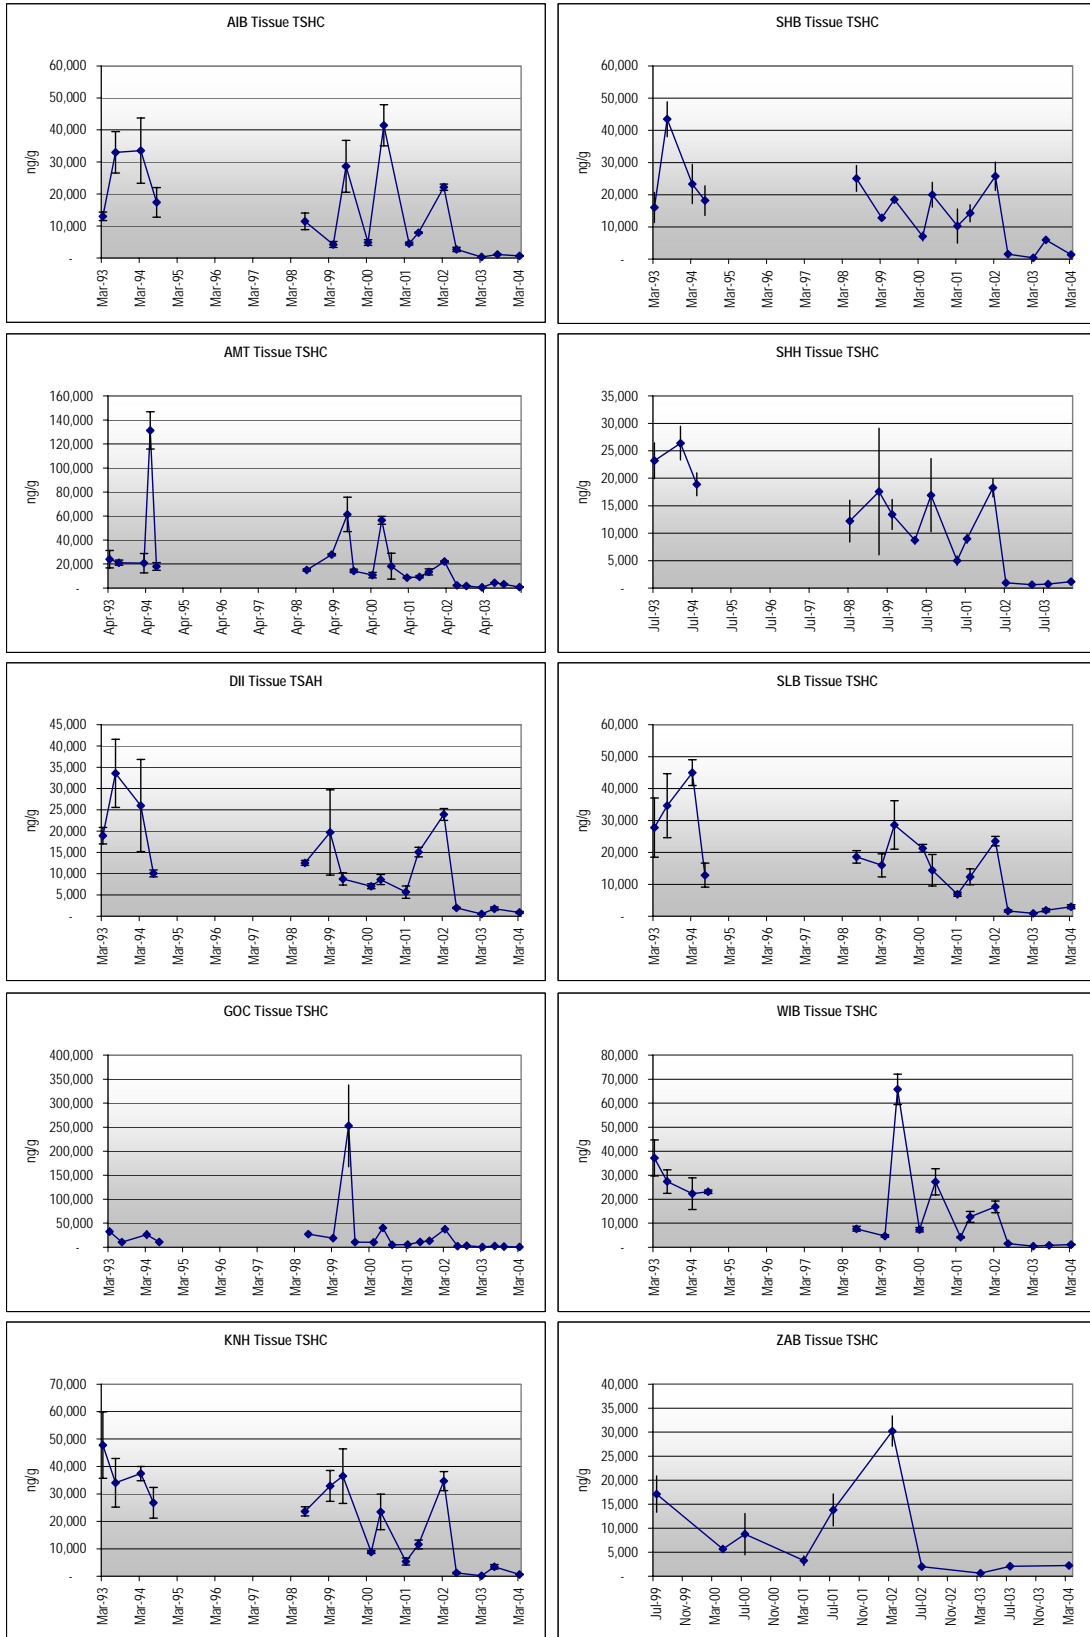 AIB Tissue TSHC
60,000
50,000
40,000
30,000
20,000
10,000
-
ng/g
Mar-93
Mar-94
Mar-95
Mar-96
Mar-97
Mar-98
Mar-99
Mar-00
Mar-01
Mar-02
Mar-03
Mar-04
SHB Tissue TSHC
60,000
50,000
40,000
30,000
20,000
10,000
-
ng/g
Mar-93
Mar-94
Mar-95
Mar-96
Mar-97
Mar-98
Mar-99
Mar-00
Mar-01
Mar-02
Mar-03
Mar-04
AMT Tissue TSHC
160,000
140,000
120,000
100,000
80,000
60,000
40,000
20,000
-
ng/g
Apr-93
Apr-94
Apr-95
Apr-96
Apr-97
Apr-98
Apr-99
Apr-00
Apr-01
Apr-02
Apr-03
SHH Tissue TSHC
35,000
30,000
25,000
20,000
15,000
10,000
5,000
-
ng/g
Jul-93
Jul-94
Jul-95
Jul-96
Jul-97
Jul-98
Jul-99
Jul-00
Jul-01
Jul-02
Jul-03
DII Tissue TSAH
45,000
40,000
35,000
30,000
25,000
20,000
15,000
10,000
5,000
-
ng/g
Mar-93
Mar-94
Mar-95
Mar-96
Mar-97
Mar-98
Mar-99
Mar-00
Mar-01
Mar-02
Mar-03
Mar-04
SLB Tissue TSHC
60,000
50,000
40,000
30,000
20,000
10,000
-
ng/g
Mar-93
Mar-94
Mar-95
Mar-96
Mar-97
Mar-98
Mar-99
Mar-00
Mar-01
Mar-02
Mar-03
Mar-04
GOC Tissue TSHC
400,000
350,000
300,000
250,000
200,000
150,000
100,000
50,000
-
ng/g
Mar-93
Mar-94
Mar-95
Mar-96
Mar-97
Mar-98
Mar-99
Mar-00
Mar-01
Mar-02
Mar-03
Mar-04
WIB Tissue TSHC
80,000
70,000
60,000
50,000
40,000
30,000
20,000
10,000
-
ng/g
Mar-93
Mar-94
Mar-95
Mar-96
Mar-97
Mar-98
Mar-99
Mar-00
Mar-01
Mar-02
Mar-03
Mar-04
KNH Tissue TSHC
70,000
60,000
50,000
40,000
30,000
20,000
10,000
-
ng/g
Mar-93
Mar-94
Mar-95
Mar-96
Mar-97
Mar-98
Mar-99
Mar-00
Mar-01
Mar-02
Mar-03
Mar-04
ZAB Tissue TSHC
40,000
35,000
30,000
25,000
20,000
15,000
10,000
5,000
-
ng/g
Jul-99
Nov-99
Mar-00
Jul-00
Nov-00
Mar-01
Jul-01
Nov-01
Mar-02
Jul-02
Nov-02
Mar-03
Jul-03
Nov-03
Mar-04